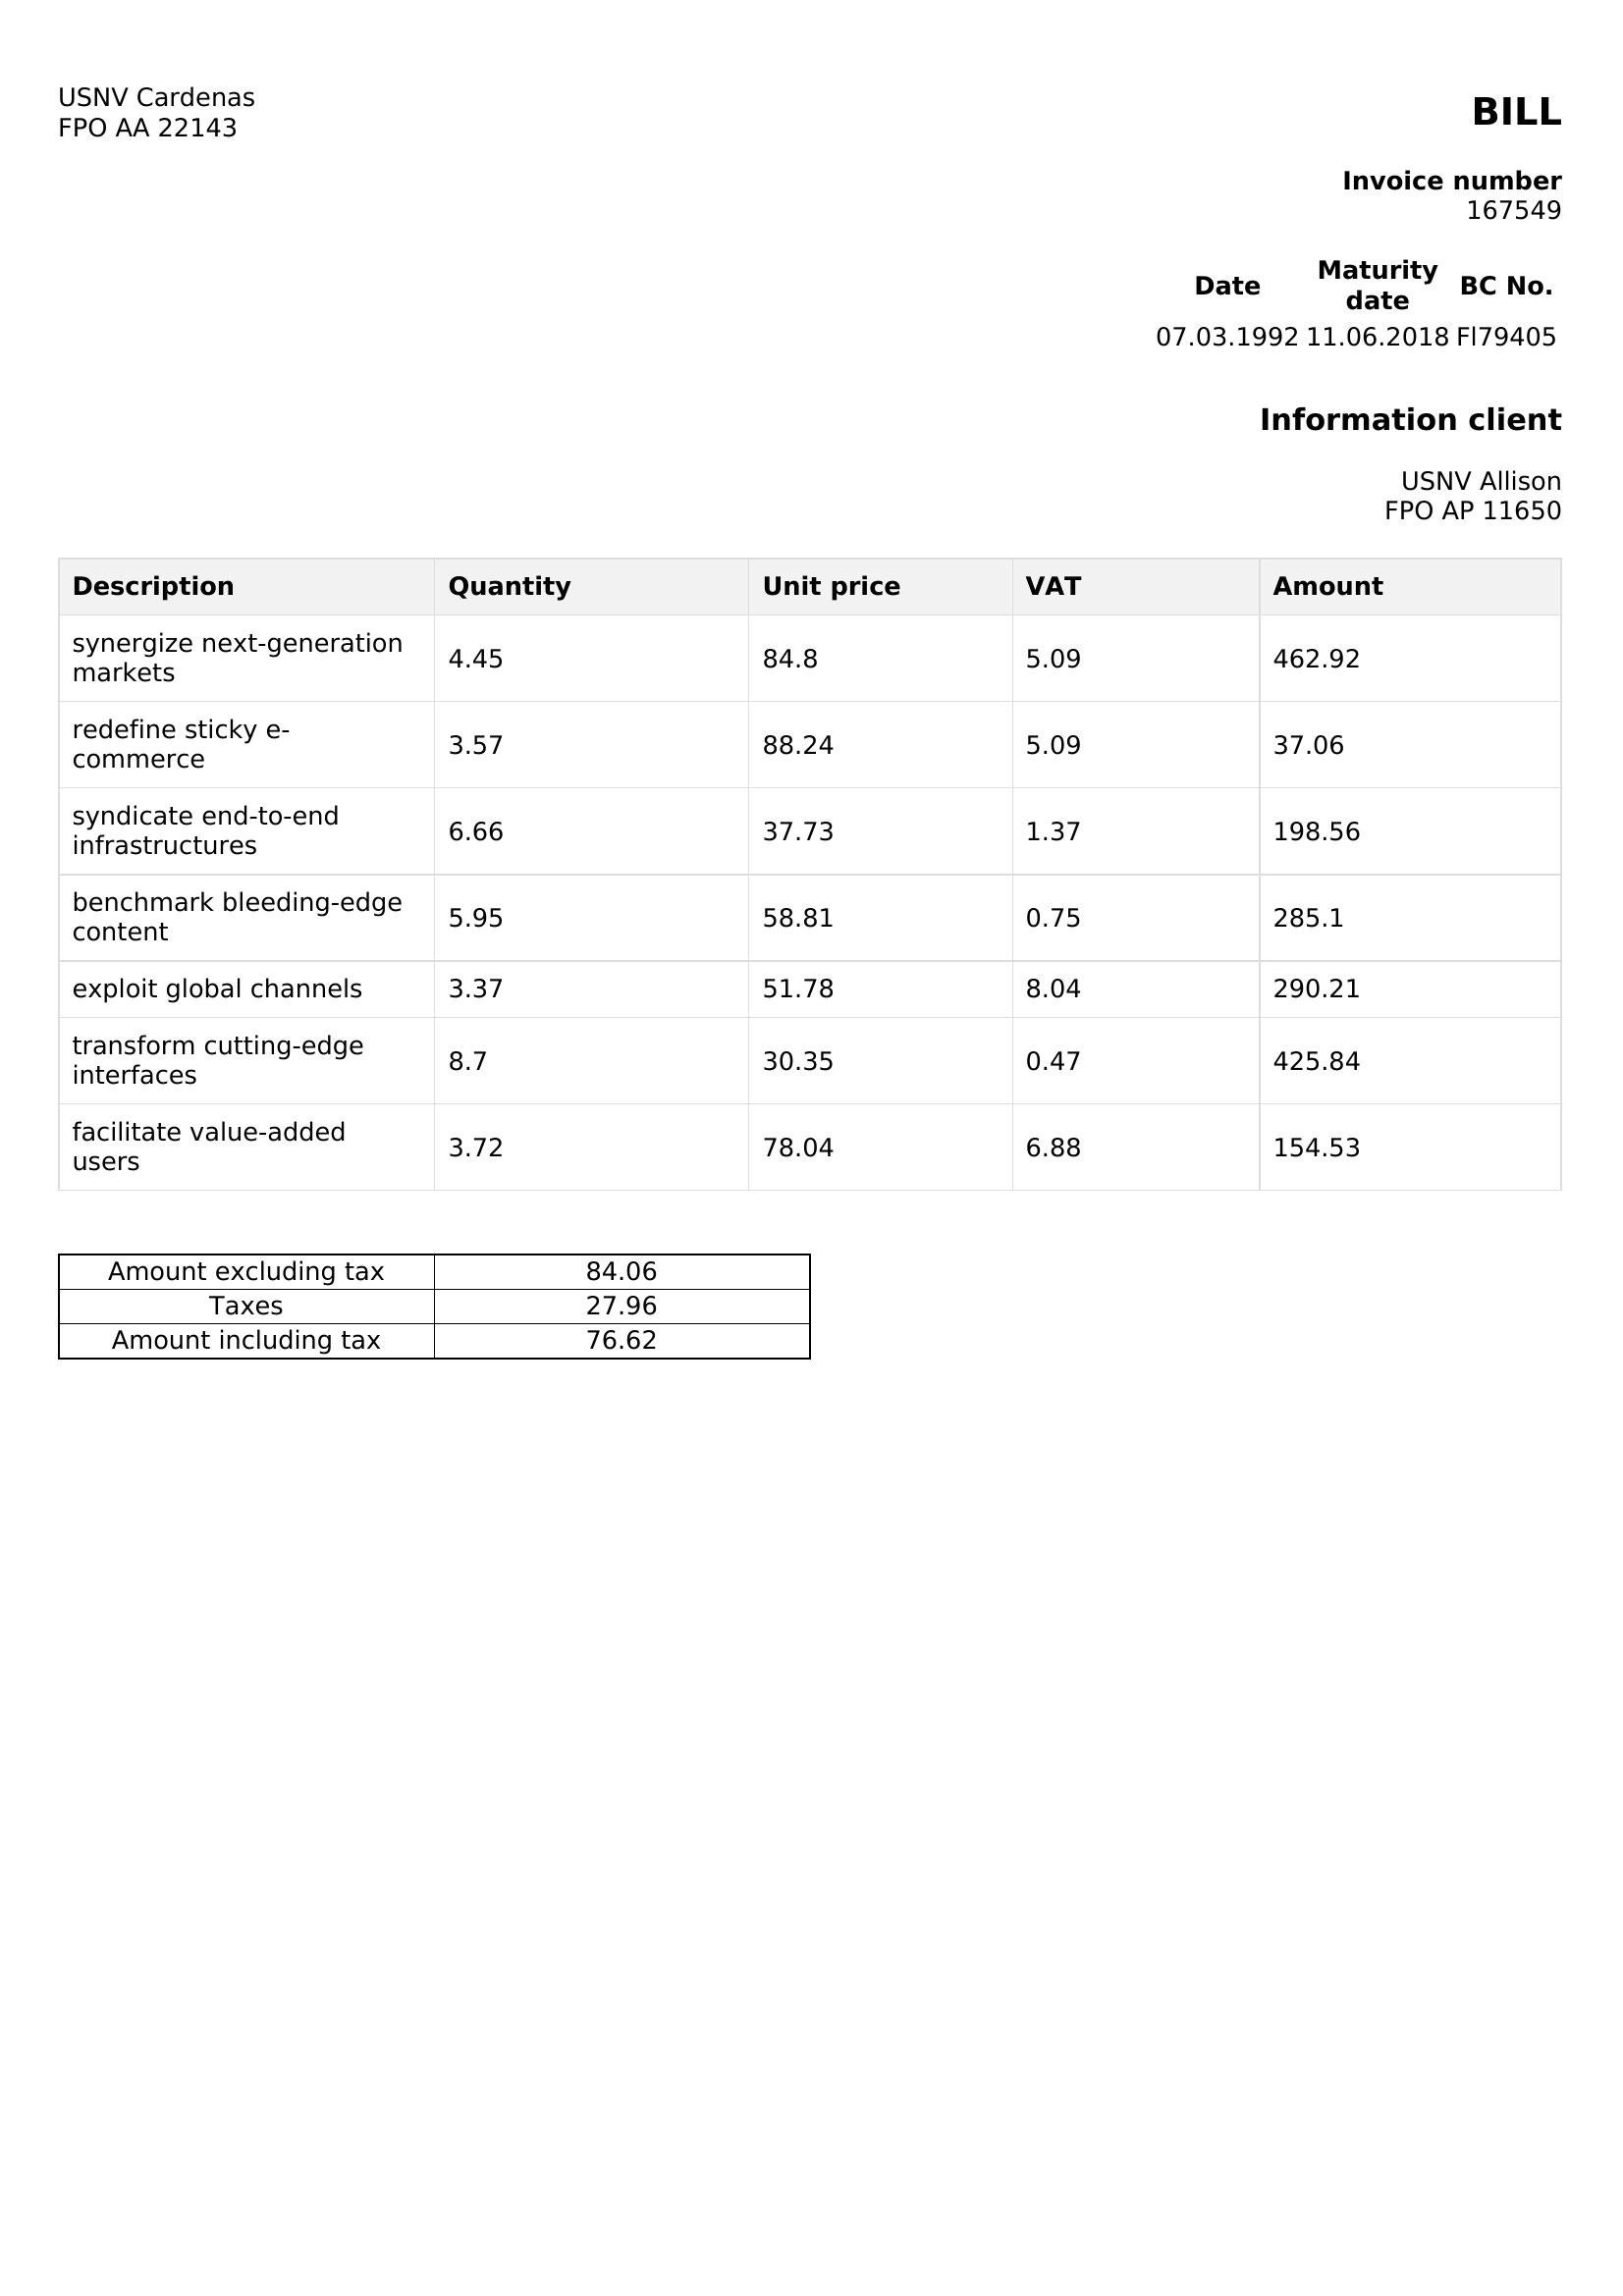 USNV Cardenas
FPO AA 22143
BILL
Invoice number
167549
Date Maturity date BC No.
07.03.1992 11.06.2018 Fl79405
Information client
USNV Allison
FPO AP 11650
Description Quantity Unit price VAT Amount
synergize next-generation
markets 4.45 84.8 5.09 462.92
redefine sticky e-
commerce 3.57 88.24 5.09 37.06
syndicate end-to-end
infrastructures 6.66 37.73 1.37 198.56
benchmark bleeding-edge
content 5.95 58.81 0.75 285.1
exploit global channels 3.37 51.78 8.04 290.21
transform cutting-edge
interfaces 8.7 30.35 0.47 425.84
facilitate value-added
users 3.72 78.04 6.88 154.53
Amount excluding tax 84.06
Taxes 27.96
Amount including tax 76.62